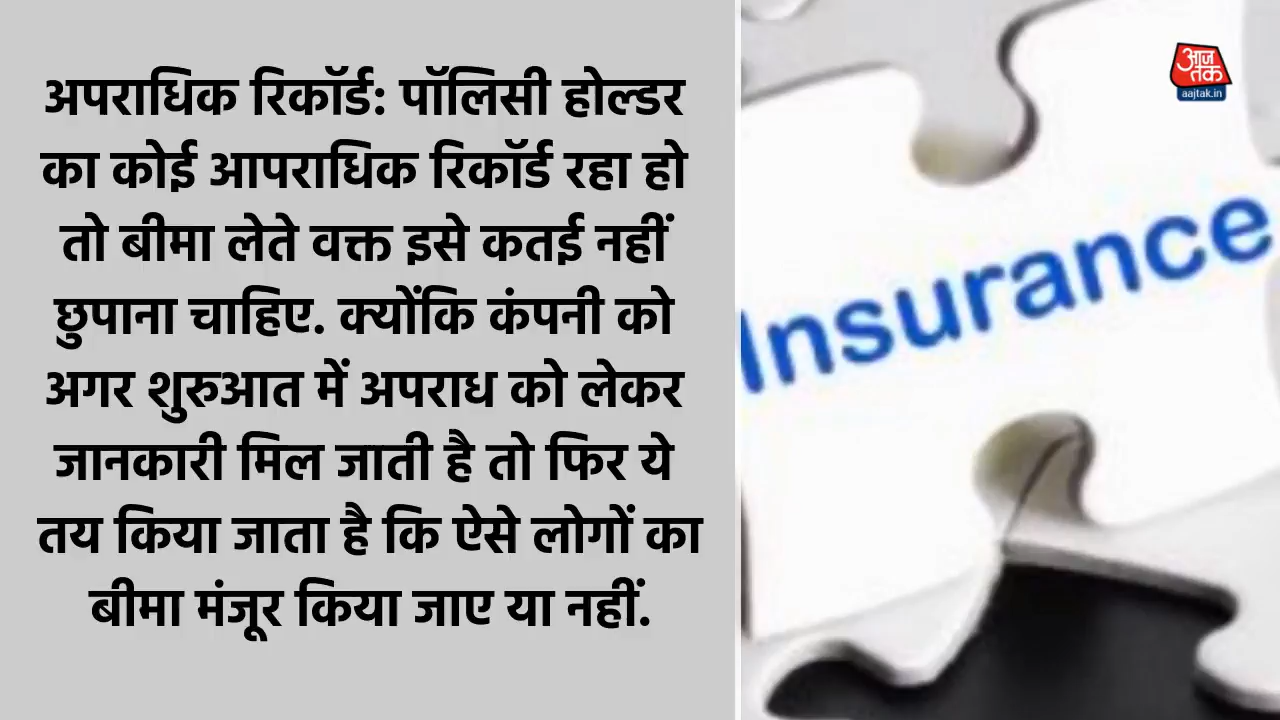 अपराधिक रिकॉर्ड: पॉलिसी होल्डर
का कोई आपराधिक रिकॉर्ड रहा हो
तो बीमा लेते वक्त इसे कतई नहीं
छुपाना चाहिए. क्योंकि कंपनी को
अगर शुरुआत में अपराध को लेकर
जानकारी मिल जाती है तो फिर ये
तय किया जाता है कि ऐसे लोगों का
बीमा मंजूर किया जाए या नहीं.
आज
तक
aajtak.in
Insurance